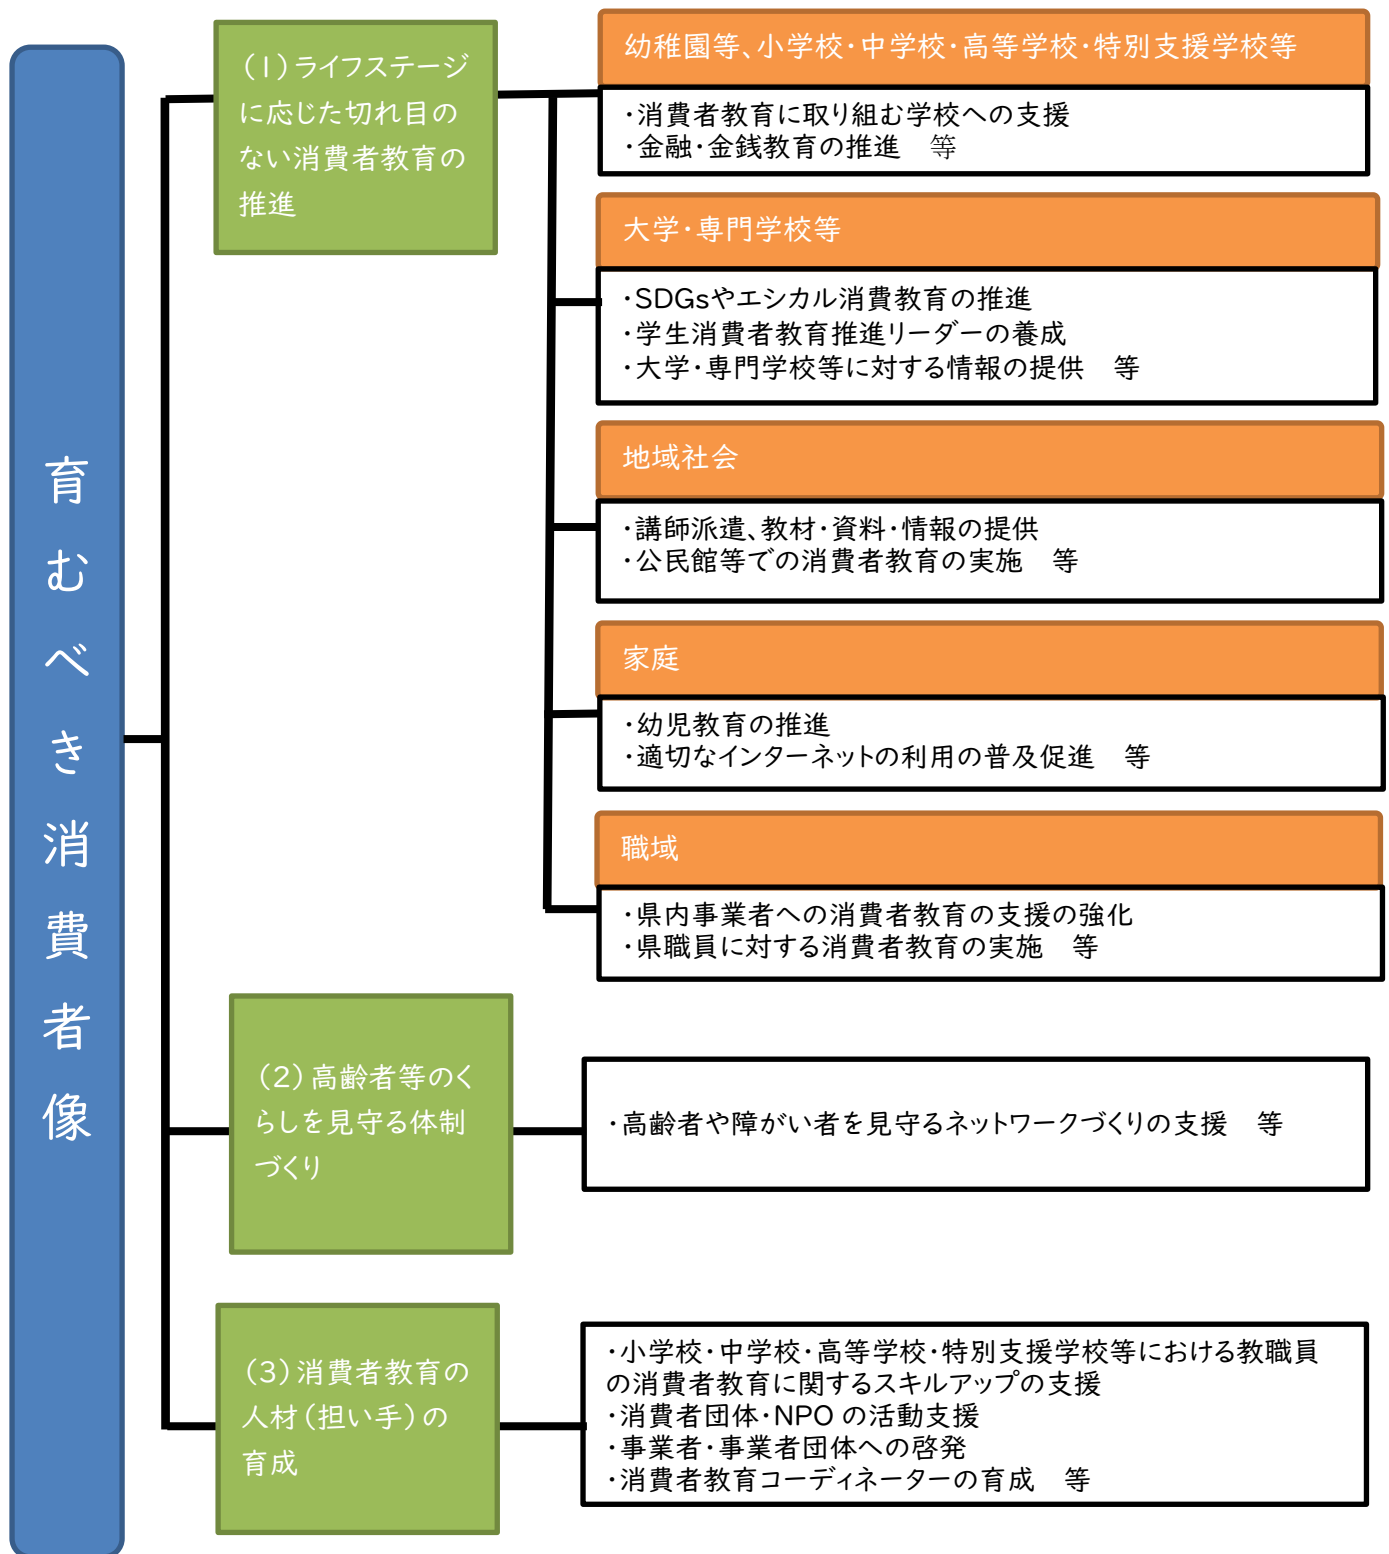 育むべき消費者像
（１）ライフステージ
に応じた切れ目の
ない消費者教育の
推進
幼稚園等、小学校・中学校・高等学校・特別支援学校等
・消費者教育に取り組む学校への支援
・金融・金銭教育の推進　等
大学・専門学校等
・SDGsやエシカル消費教育の推進
・学生消費者教育推進リーダーの養成
・大学・専門学校等に対する情報の提供　等
地域社会
・講師派遣、教材・資料・情報の提供
・公民館等での消費者教育の実施　等
家庭
・幼児教育の推進
・適切なインターネットの利用の普及促進　等
職域
・県内事業者への消費者教育の支援の強化
・県職員に対する消費者教育の実施　等
（２）高齢者等のく
らしを見守る体制
づくり
・高齢者や障がい者を見守るネットワークづくりの支援　等
（３）消費者教育の
人材（担い手）の
育成
・小学校・中学校・高等学校・特別支援学校等における教職員
の消費者教育に関するスキルアップの支援
・消費者団体・NPO の活動支援
・事業者・事業者団体への啓発
・消費者教育コーディネーターの育成　等